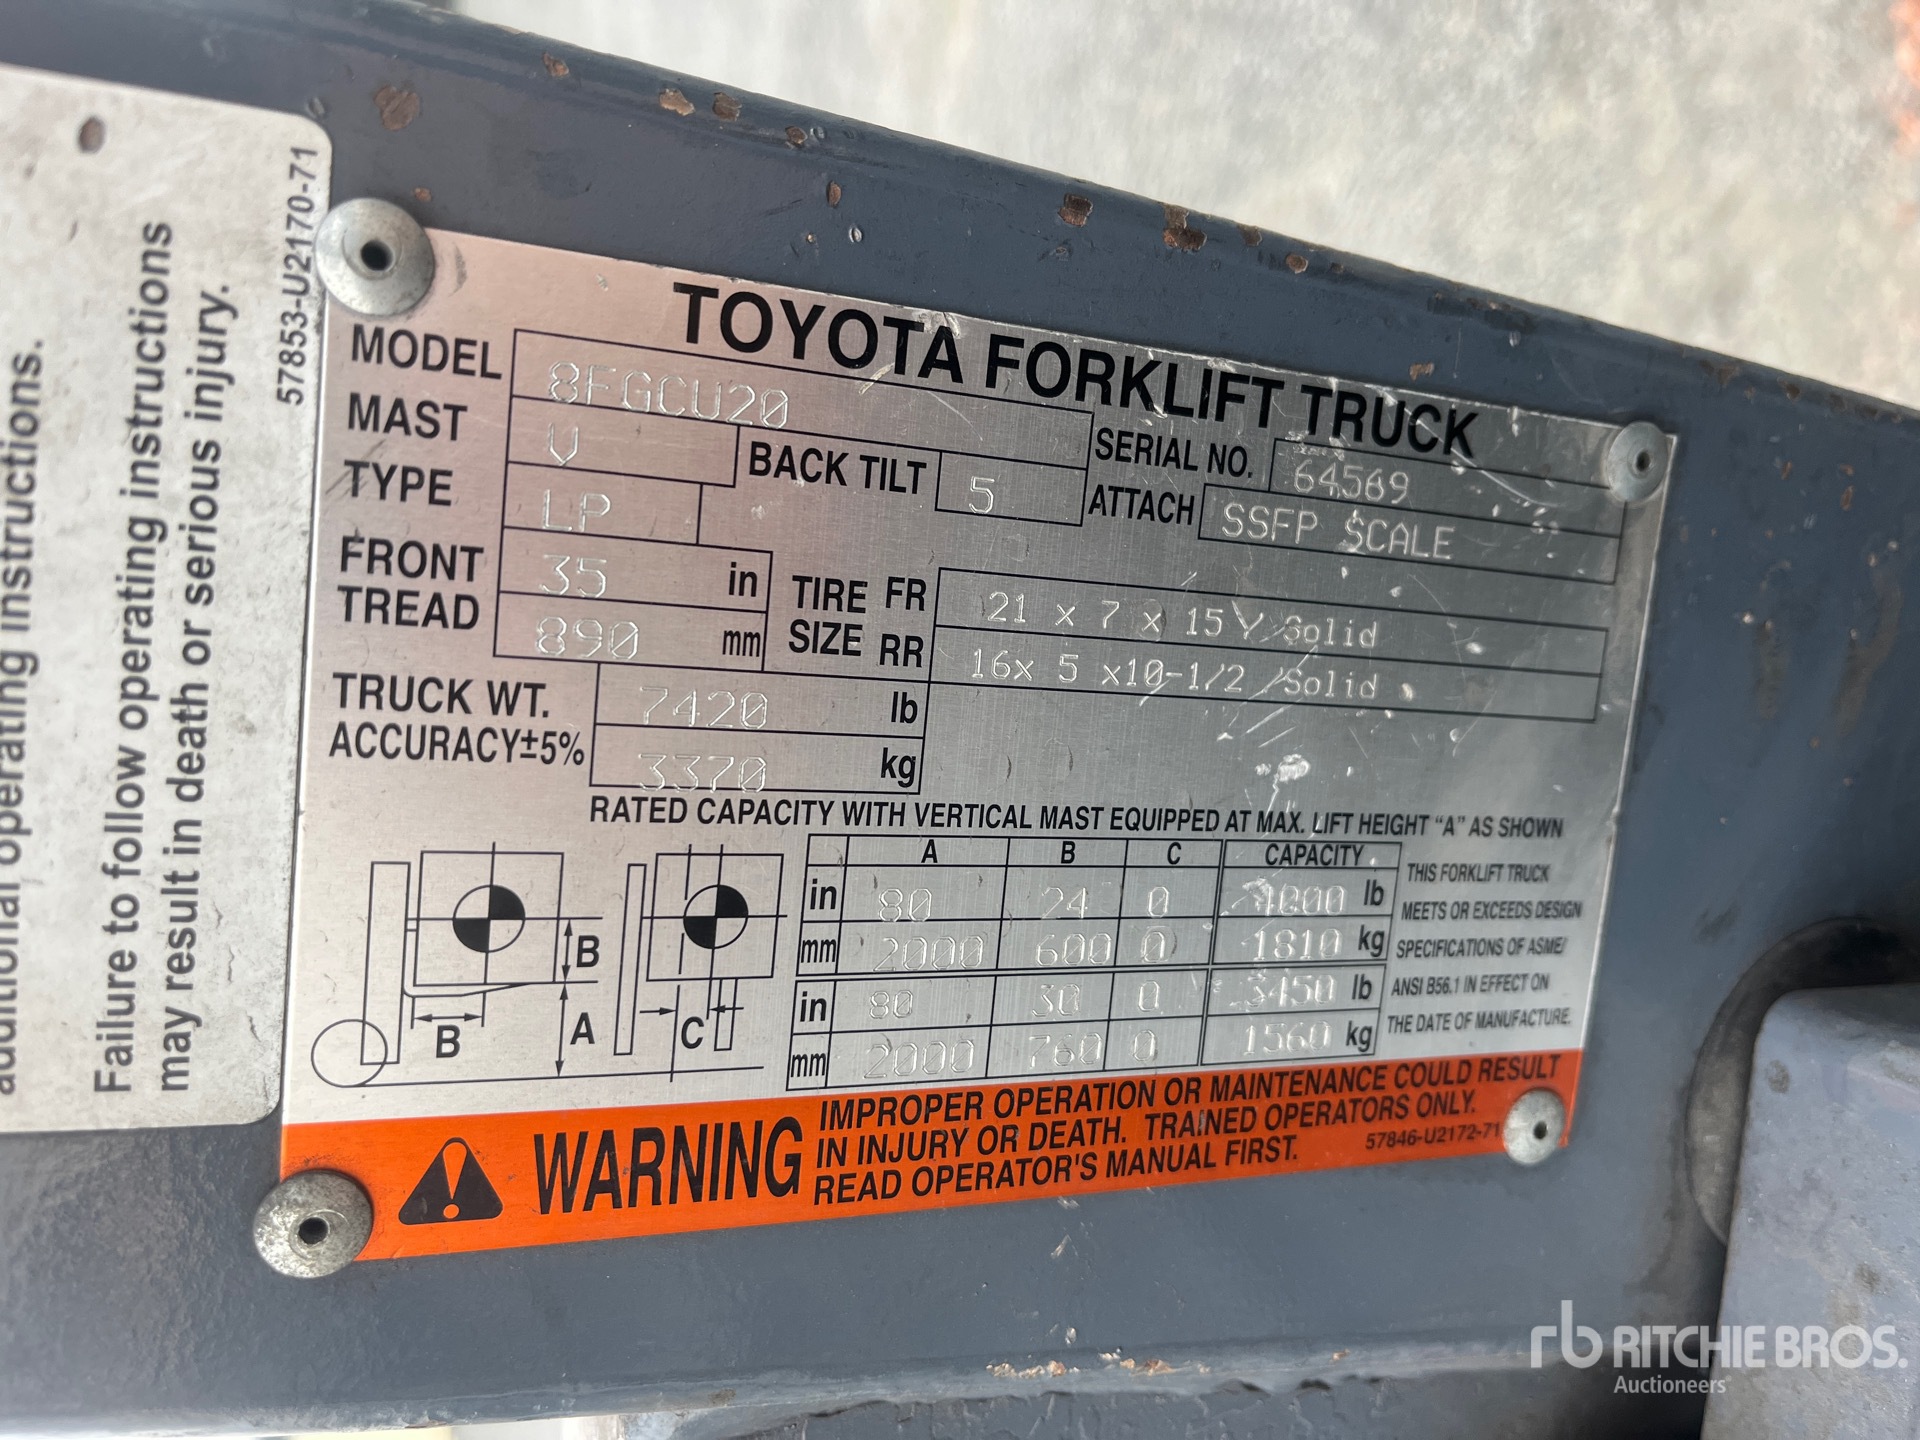 additional operating instructions.
Failure to follow operating instructions
may result in death or serious injury.
57853-U2170-71
TOYOTA FORKLIFT TRUCK
MODEL 8FGCU20 SERIAL NO. 64569
MAST V BACK TILT 5 ATTACH SSFP SCALE
TYPE LP
FRONT TREAD 35 in
890 mm
TIRE SIZE FR 21 x 7 x 15 / Solid
RR 16x 5 x10-1/2 /Solid
TRUCK WT. 7420 lb
ACCURACY±5% 3370 kg
RATED CAPACITY WITH VERTICAL MAST EQUIPPED AT MAX. LIFT HEIGHT “A” AS SHOWN
A B C CAPACITY
in 80 24 0 4000 lb
mm 2000 600 0 1810 kg
in 80 30 0 3450 lb
mm 2000 760 0 1560 kg
THIS FORKLIFT TRUCK
MEETS OR EXCEEDS DESIGN
SPECIFICATIONS OF ASME/
ANSI B56.1 IN EFFECT ON
THE DATE OF MANUFACTURE.
B
B A C
WARNING
IMPROPER OPERATION OR MAINTENANCE COULD RESULT
IN INJURY OR DEATH. TRAINED OPERATORS ONLY.
READ OPERATOR'S MANUAL FIRST.
57846-U2172-71
rb RITCHIE BROS.
Auctioneers